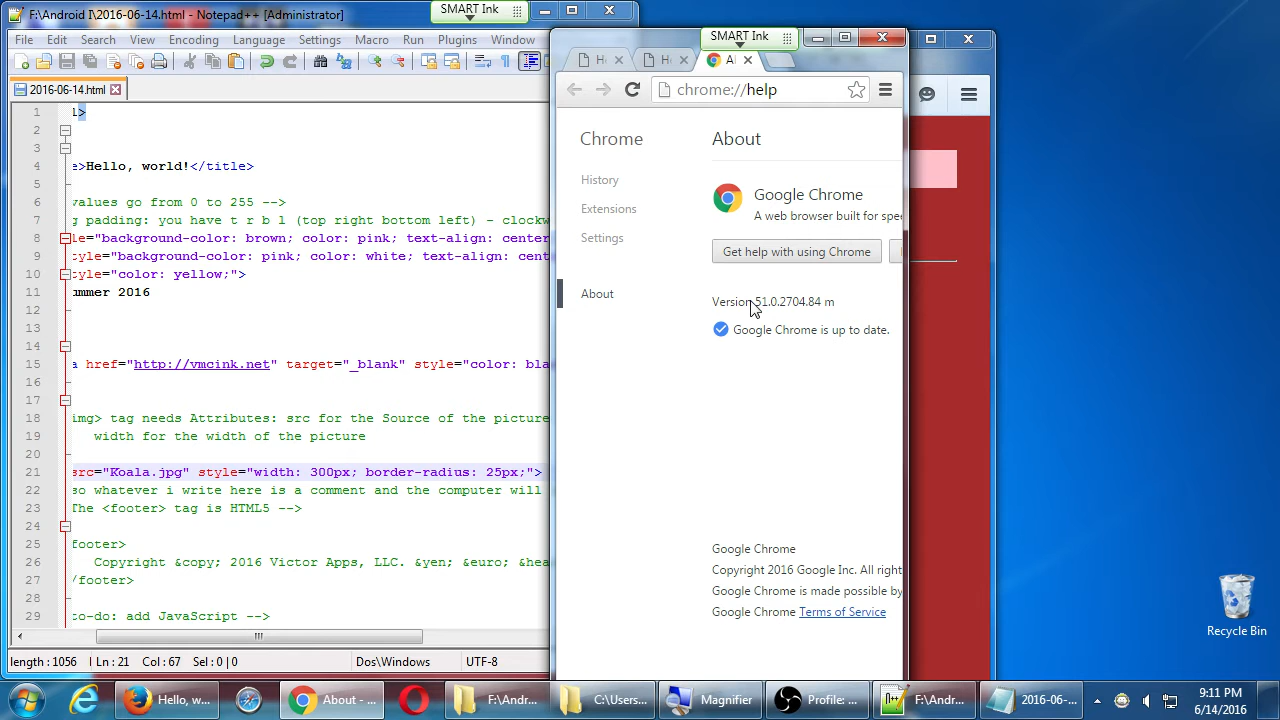 F:\Android I\2016-06-14.html - Notepad++ [Administrator]
SMART Ink
File Edit Search View Encoding Language Settings Macro Run Plugins Window
2016-06-14.html
1 l>
2
3
4 e>Hello, world!</title>
5
6 values go from 0 to 255 -->
7 g padding: you have t r b l (top right bottom left) - clockw
8 le="background-color: brown; color: pink; text-align: center
9 style="background-color: pink; color: white; text-align: cent
10 tyle="color: yellow;">
11 ummer 2016
12
13
14
15 a href="http://vmcink.net" target="_blank" style="color: bla
16
17
18 img> tag needs Attributes: src for the Source of the picture
19 width for the width of the picture
20
21 src="Koala.jpg" style="width: 300px; border-radius: 25px;">
22 so whatever i write here is a comment and the computer will
23 The <footer> tag is HTML5 -->
24
25 footer>
26 Copyright &copy; 2016 Victor Apps, LLC. &yen; &euro; &hea
27 /footer>
28
29 to-do: add JavaScript -->
length : 1056 Ln : 21 Col : 67 Sel : 0 | 0 Dos\Windows UTF-8
SMART Ink
He
He
Al
chrome://help
Chrome
History
Extensions
Settings
About
About
Google Chrome
A web browser built for spee
Get help with using Chrome
Version 51.0.2704.84 m
Google Chrome is up to date.
Google Chrome
Copyright 2016 Google Inc. All right
Google Chrome is made possible by
Google Chrome Terms of Service
Recycle Bin
Hello, w...
About - ...
F:\Andr...
C:\Users...
Magnifier
Profile: ...
F:\Andr...
2016-06-...
9:11 PM
6/14/2016